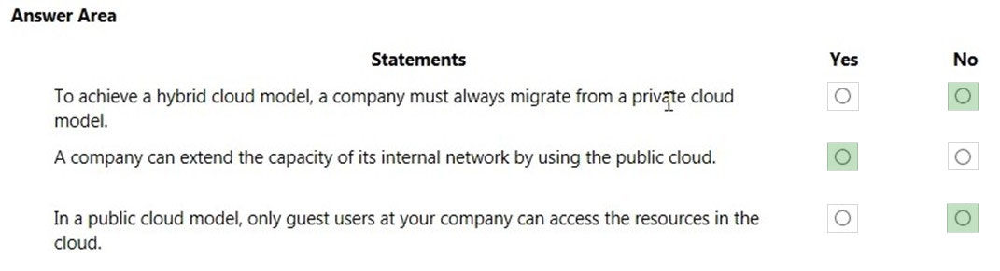 Answer Area
Statements Yes No
To achieve a hybrid cloud model, a company must always migrate from a private cloud
model.
A company can extend the capacity of its internal network by using the public cloud.
In a public cloud model, only guest users at your company can access the resources in the
cloud.